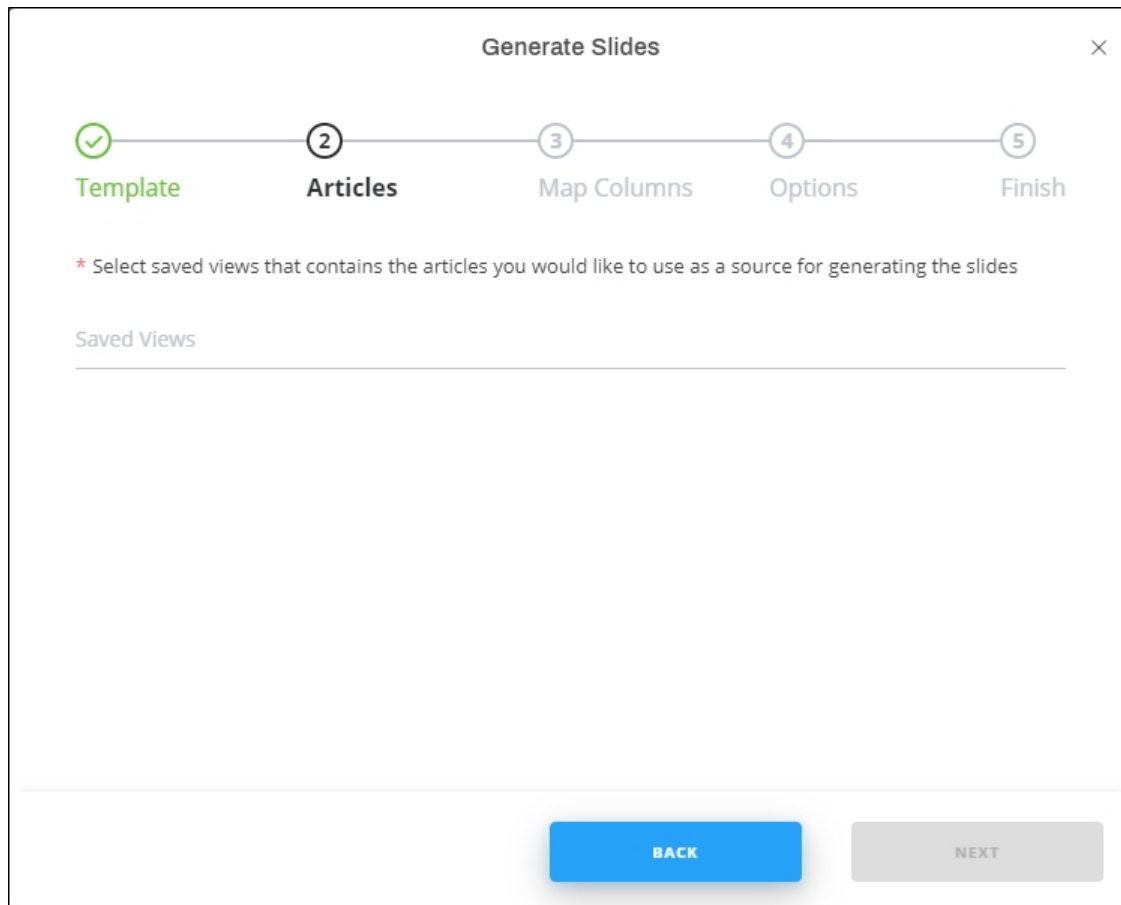 Generate Slides
2 3 4 5
Template Articles Map Columns Options Finish
* Select saved views that contains the articles you would like to use as a source for generating the slides
Saved Views
BACK NEXT